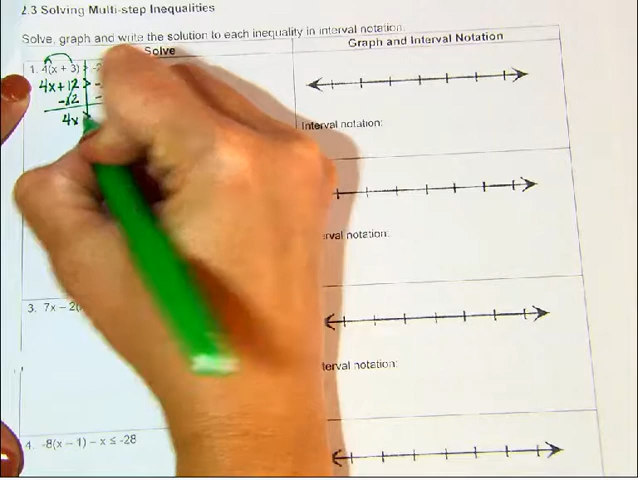 2.3 Solving Multi-step Inequalities
Solve, graph and write the solution to each inequality in interval notation:
Solve
Graph and Interval Notation
1. 4(x + 3) > -2
4x + 12 > -
-12 -
4x >
Interval notation:
notation:
3. 7x – 2(
notation:
4. -8(x – 1) – x ≤ -28